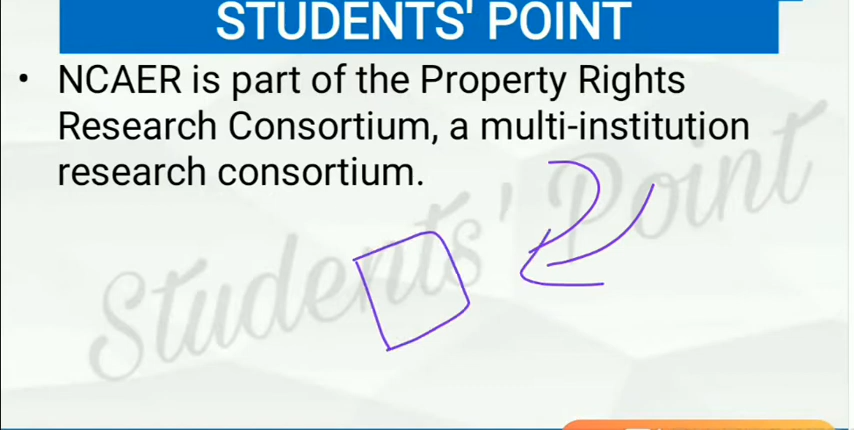 STUDENTS' POINT
• NCAER is part of the Property Rights
Research Consortium, a multi-institution
research consortium.
Students' Point